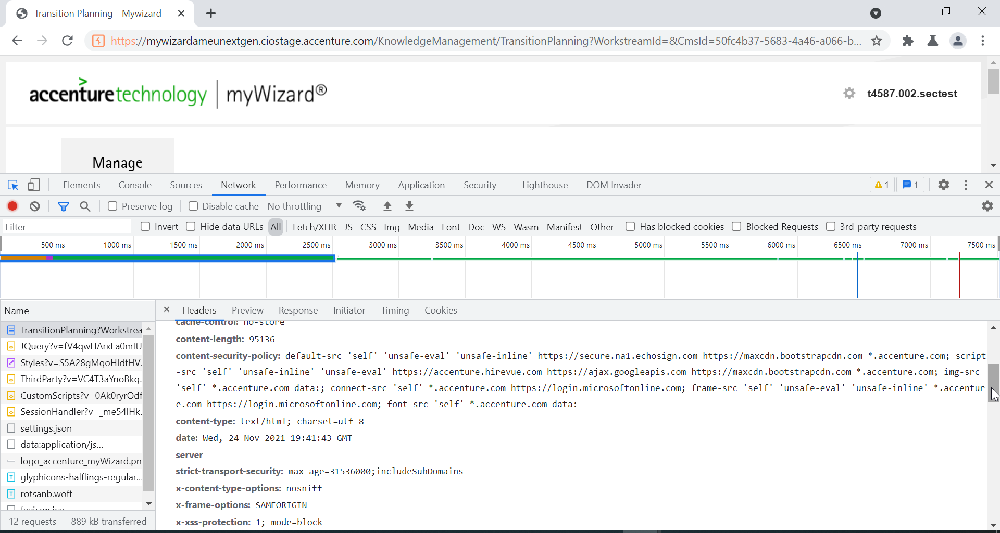 Transition Planning - Mywizard
https://mywizardameunextgen.ciostage.accenture.com/KnowledgeManagement/TransitionPlanning?WorkstreamId=&CmsId=50fc4b37-5683-4a46-a066-b...
accenturetechnology | myWizard®
t4587.002.sectest
Manage
Elements Console Sources Network Performance Memory Application Security Lighthouse DOM Invader 1 1
Preserve log Disable cache No throttling
Filter Invert Hide data URLs All Fetch/XHR JS CSS Img Media Font Doc WS Wasm Manifest Other Has blocked cookies Blocked Requests 3rd-party requests
500 ms 1000 ms 1500 ms 2000 ms 2500 ms 3000 ms 3500 ms 4000 ms 4500 ms 5000 ms 5500 ms 6000 ms 6500 ms 7000 ms 7500 ms
Name
TransitionPlanning?Workstrea
JQuery?v=fV4qwHArxEa0mItJ
Styles?v=S5A28gMqoHIdfHV.
ThirdParty?v=VC4T3aYnoBkg.
CustomScripts?v=0Ak0ryrOdf
SessionHandler?v=_me54IHk.
settings.json
data:application/js...
logo_accenture_myWizard.pn
glyphicons-halflings-regular...
rotsanb.woff
favicon.ico
12 requests 889 kB transferred
Headers Preview Response Initiator Timing Cookies
cache-control: no-store
content-length: 95136
content-security-policy: default-src 'self' 'unsafe-eval' 'unsafe-inline' https://secure.na1.echosign.com https://maxcdn.bootstrapcdn.com *.accenture.com; script
-src 'self' 'unsafe-inline' 'unsafe-eval' https://accenture.hirevue.com https://ajax.googleapis.com https://maxcdn.bootstrapcdn.com *.accenture.com; img-src
'self' *.accenture.com data:; connect-src 'self' *.accenture.com https://login.microsoftonline.com; frame-src 'self' 'unsafe-eval' 'unsafe-inline' *.accentur
e.com https://login.microsoftonline.com; font-src 'self' *.accenture.com data:
content-type: text/html; charset=utf-8
date: Wed, 24 Nov 2021 19:41:43 GMT
server
strict-transport-security: max-age=31536000;includeSubDomains
x-content-type-options: nosniff
x-frame-options: SAMEORIGIN
x-xss-protection: 1; mode=block